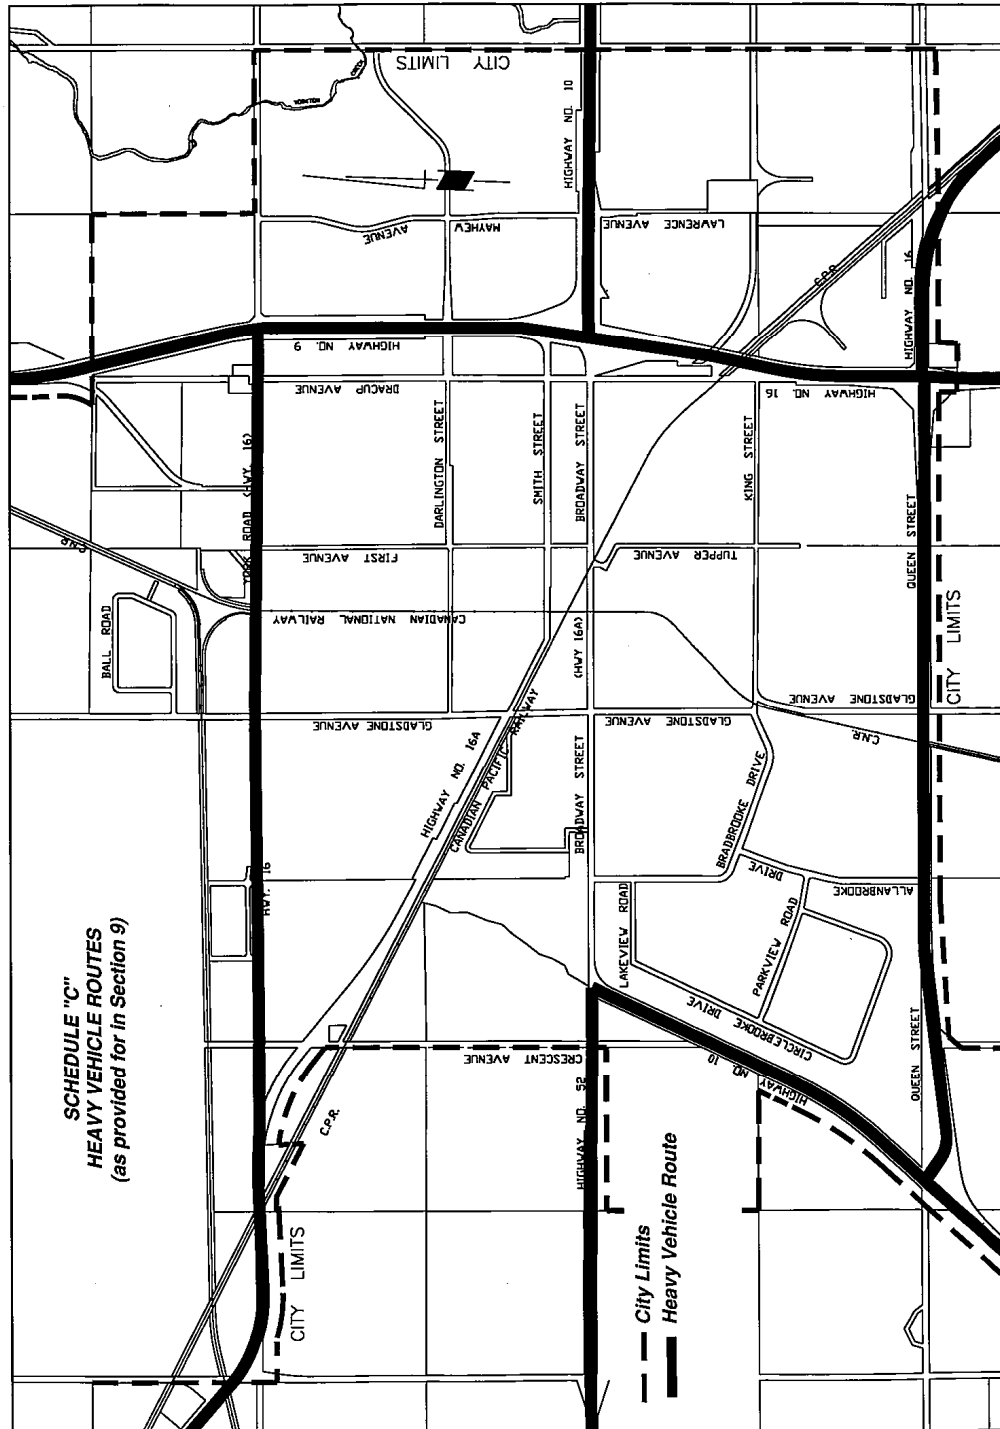 SCHEDULE "C"
HEAVY VEHICLE ROUTES
(as provided for in Section 9)
CITY LIMITS
YORKTON
CREEK
HIGHWAY NO. 10
MAYHEW AVENUE
LAWRENCE AVENUE
C.P.R.
HIGHWAY NO. 16
HIGHWAY NO. 9
DRACUP AVENUE
HIGHWAY NO. 16
YORK ROAD (HWY. 16)
DARLINGTON STREET
SMITH STREET
BROADWAY STREET
KING STREET
QUEEN STREET
C.N.R.
FIRST AVENUE
TUPPER AVENUE
BALL ROAD
CANADIAN NATIONAL RAILWAY
(HWY 16A)
CITY LIMITS
GLADSTONE AVENUE
GLADSTONE AVENUE
GLADSTONE AVENUE
C.N.R.
HIGHWAY NO. 16A
CANADIAN PACIFIC RAILWAY
BROADWAY STREET
BRADBROOKE DRIVE
HWY. 16
LAKEVIEW ROAD
PARKVIEW ROAD
ALLANBROOKE DRIVE
CIRCLEBROOKE DRIVE
CRESCENT AVENUE
HIGHWAY NO. 52
HIGHWAY NO. 10
QUEEN STREET
C.P.R.
CITY LIMITS
City Limits
Heavy Vehicle Route